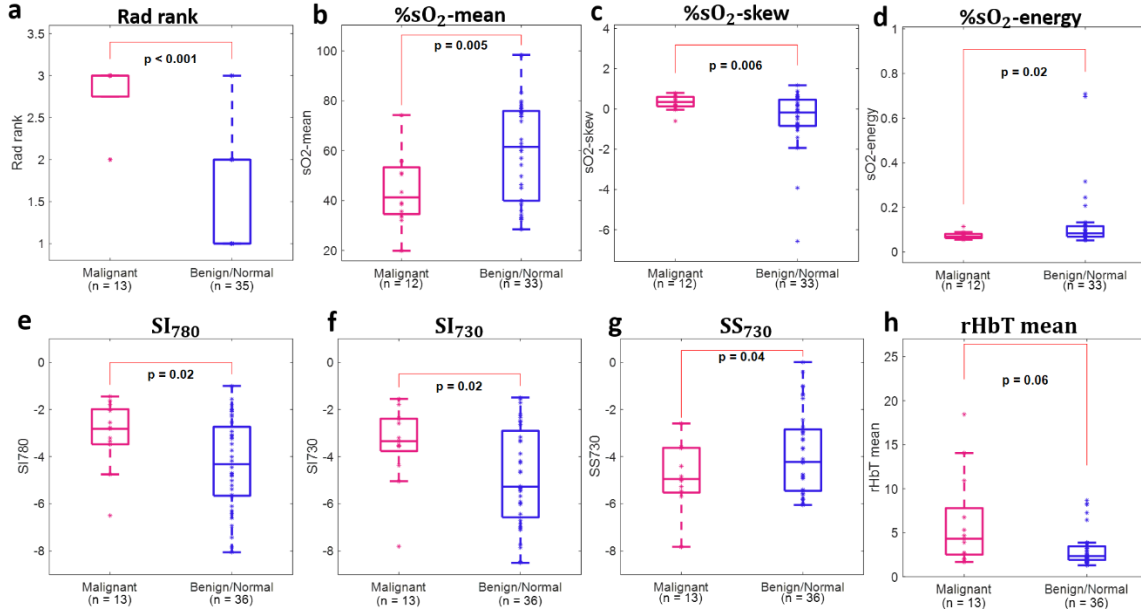 a Rad rank
p < 0.001
3.5
3
2.5
2
1.5
1
Rad rank
Malignant Benign/Normal
(n = 13) (n = 35)
b %sO₂-mean
p = 0.005
100
80
60
40
20
sO2-mean
Malignant Benign/Normal
(n = 12) (n = 33)
c %sO₂-skew
p = 0.006
4
2
0
-2
-4
-6
sO2-skew
Malignant Benign/Normal
(n = 12) (n = 33)
d %sO₂-energy
p = 0.02
1
0.8
0.6
0.4
0.2
0
sO2-energy
Malignant Benign/Normal
(n = 12) (n = 33)
e SI₇₈₀
p = 0.02
0
-2
-4
-6
-8
SI780
Malignant Benign/Normal
(n = 13) (n = 36)
f SI₇₃₀
p = 0.02
0
-2
-4
-6
-8
SI730
Malignant Benign/Normal
(n = 13) (n = 36)
g SS₇₃₀
p = 0.04
0
-2
-4
-6
-8
SS730
Malignant Benign/Normal
(n = 13) (n = 36)
h rHbT mean
p = 0.06
25
20
15
10
5
0
rHbT mean
Malignant Benign/Normal
(n = 13) (n = 36)